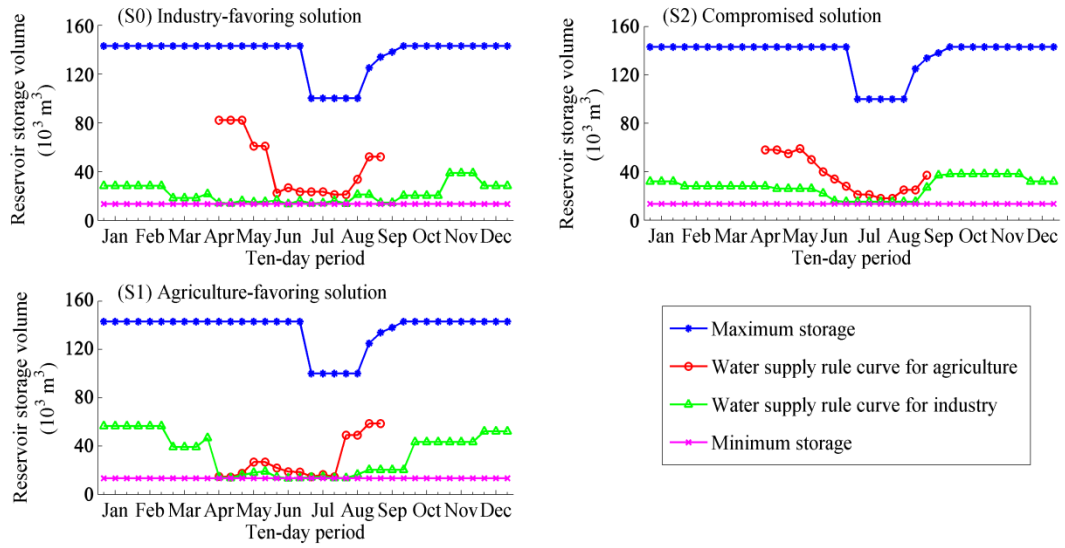 (S0) Industry-favoring solution
Reservoir storage volume
(10³ m³)
160
120
80
40
0
Jan Feb Mar Apr May Jun Jul Aug Sep Oct Nov Dec
Ten-day period
(S2) Compromised solution
Reservoir storage volume
(10³ m³)
160
120
80
40
0
Jan Feb Mar Apr May Jun Jul Aug Sep Oct Nov Dec
Ten-day period
(S1) Agriculture-favoring solution
Reservoir storage volume
(10³ m³)
160
120
80
40
0
Jan Feb Mar Apr May Jun Jul Aug Sep Oct Nov Dec
Ten-day period
Maximum storage
Water supply rule curve for agriculture
Water supply rule curve for industry
Minimum storage